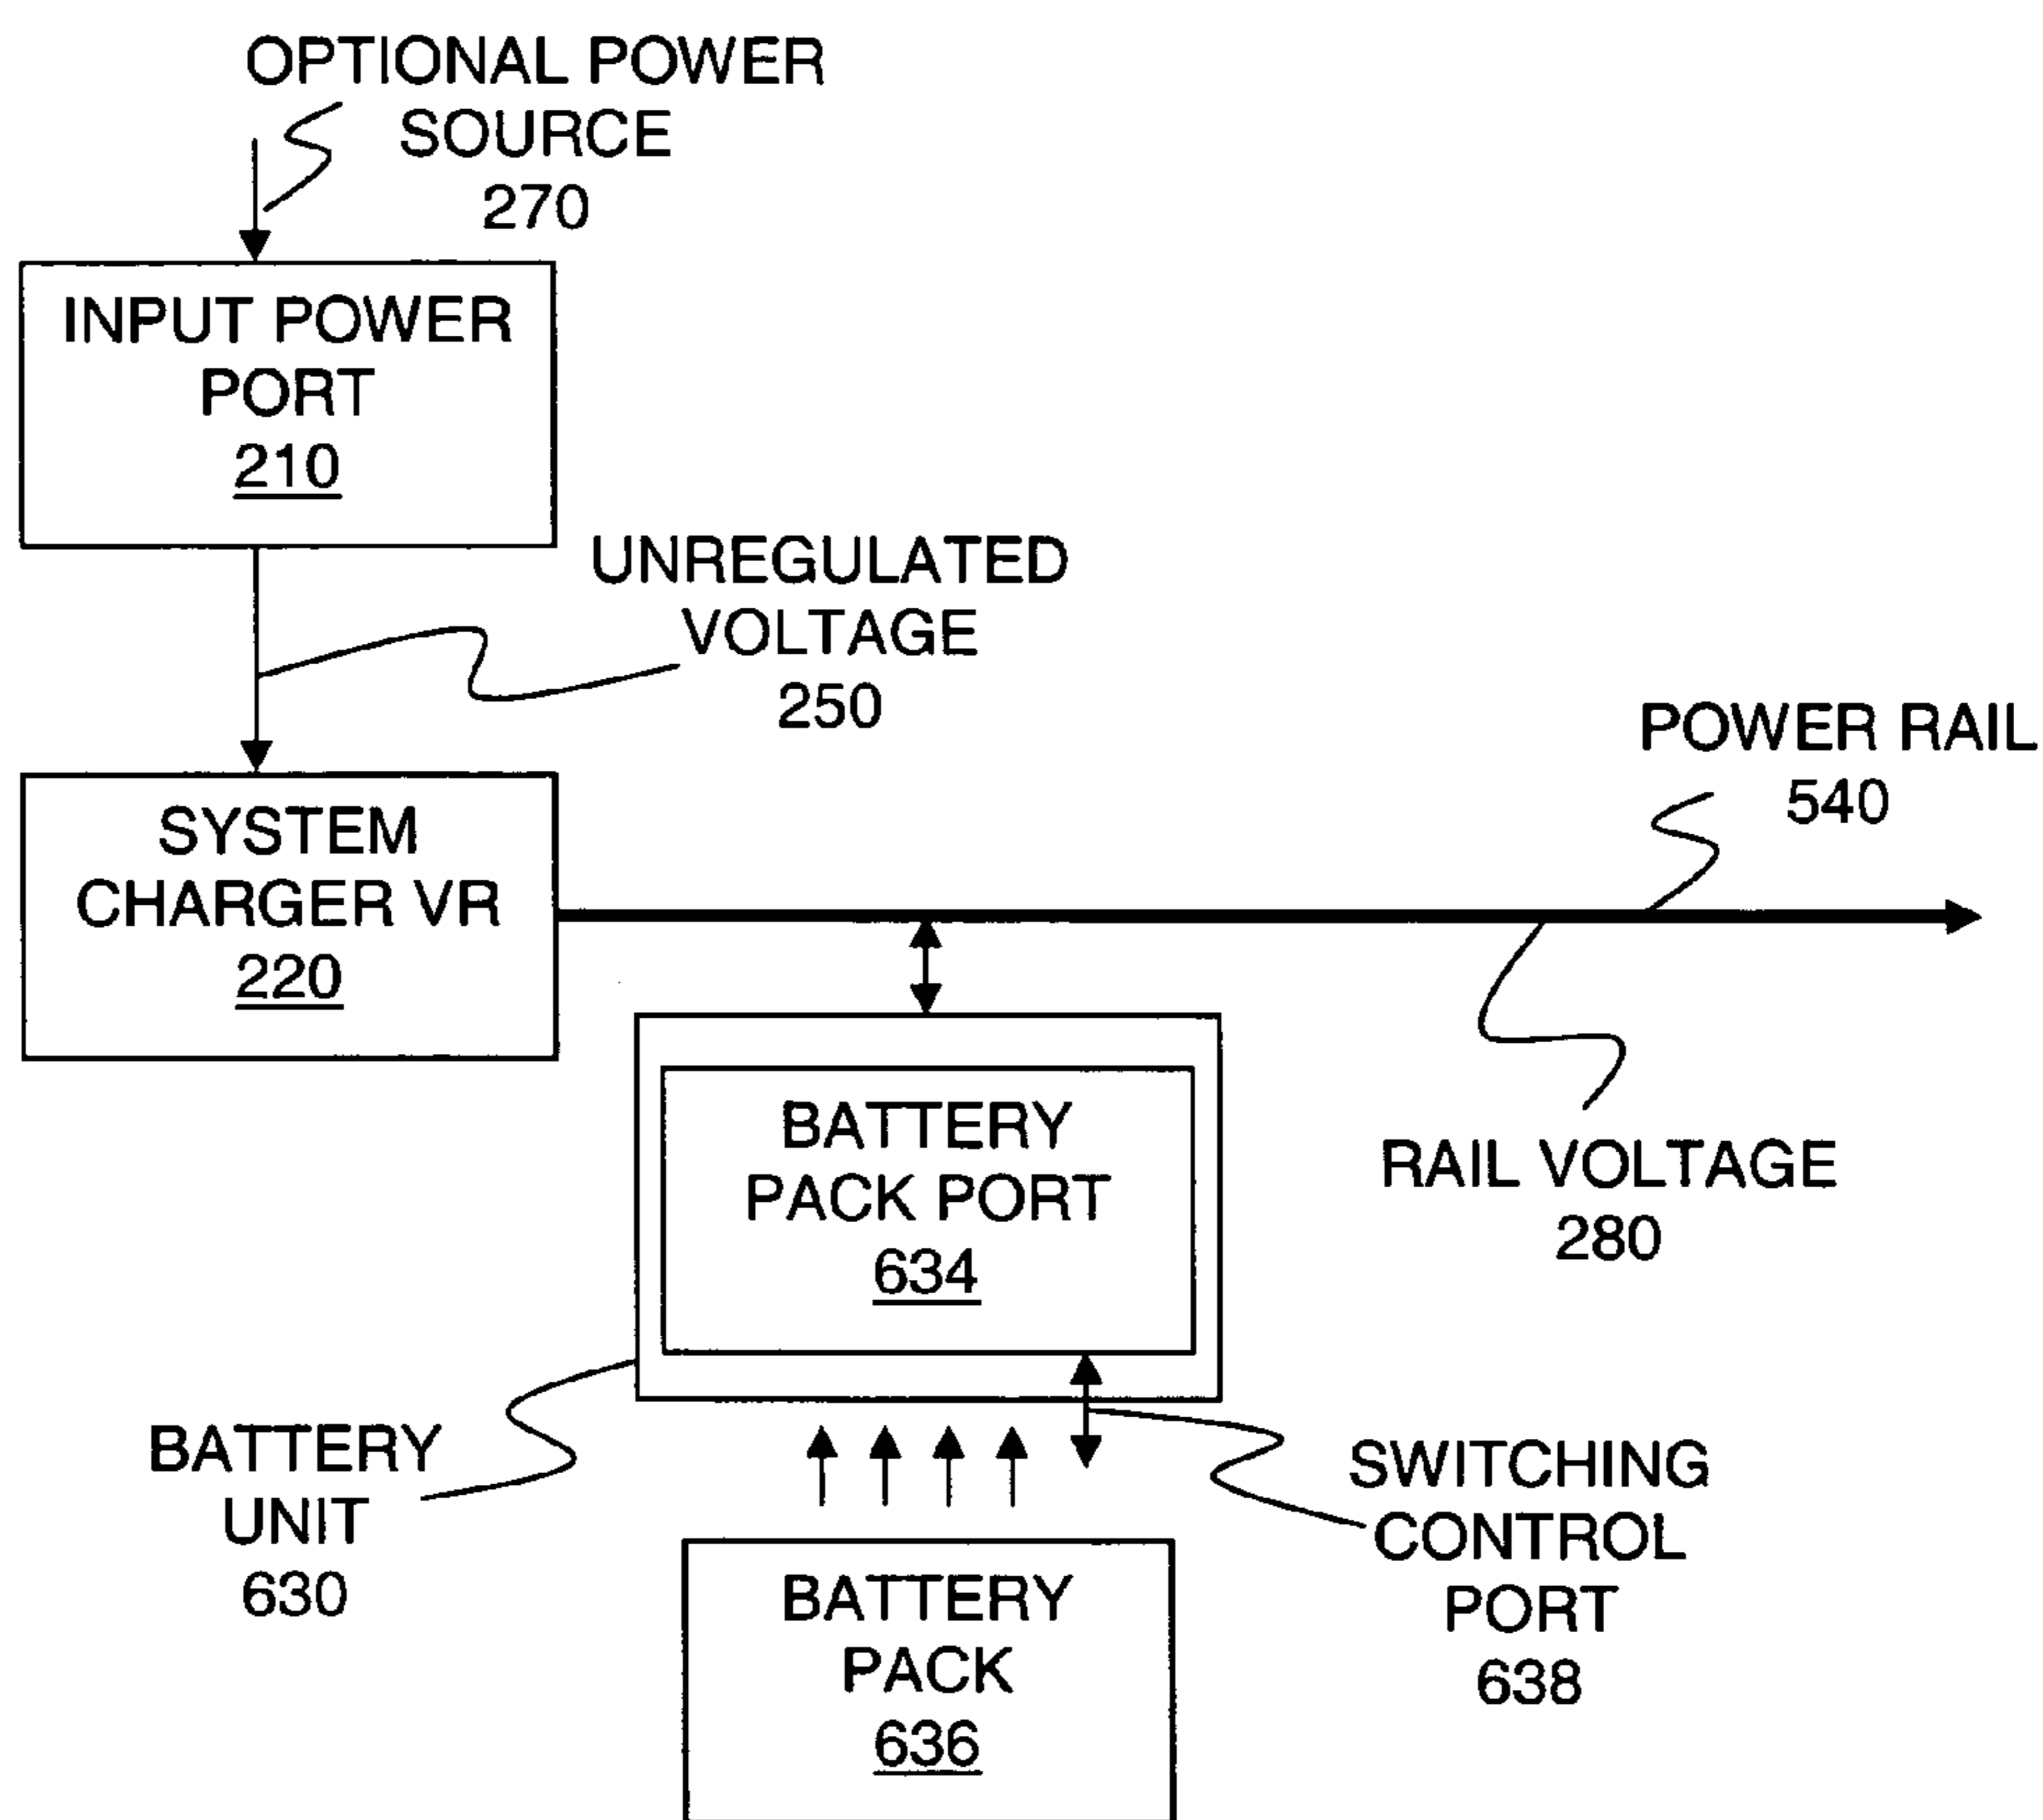 OPTIONAL POWER
SOURCE
270
INPUT POWER
PORT
210
UNREGULATED
VOLTAGE
250
POWER RAIL
540
SYSTEM
CHARGER VR
220
RAIL VOLTAGE
280
BATTERY
PACK PORT
634
BATTERY
UNIT
630
SWITCHING
CONTROL
PORT
638
BATTERY
PACK
636